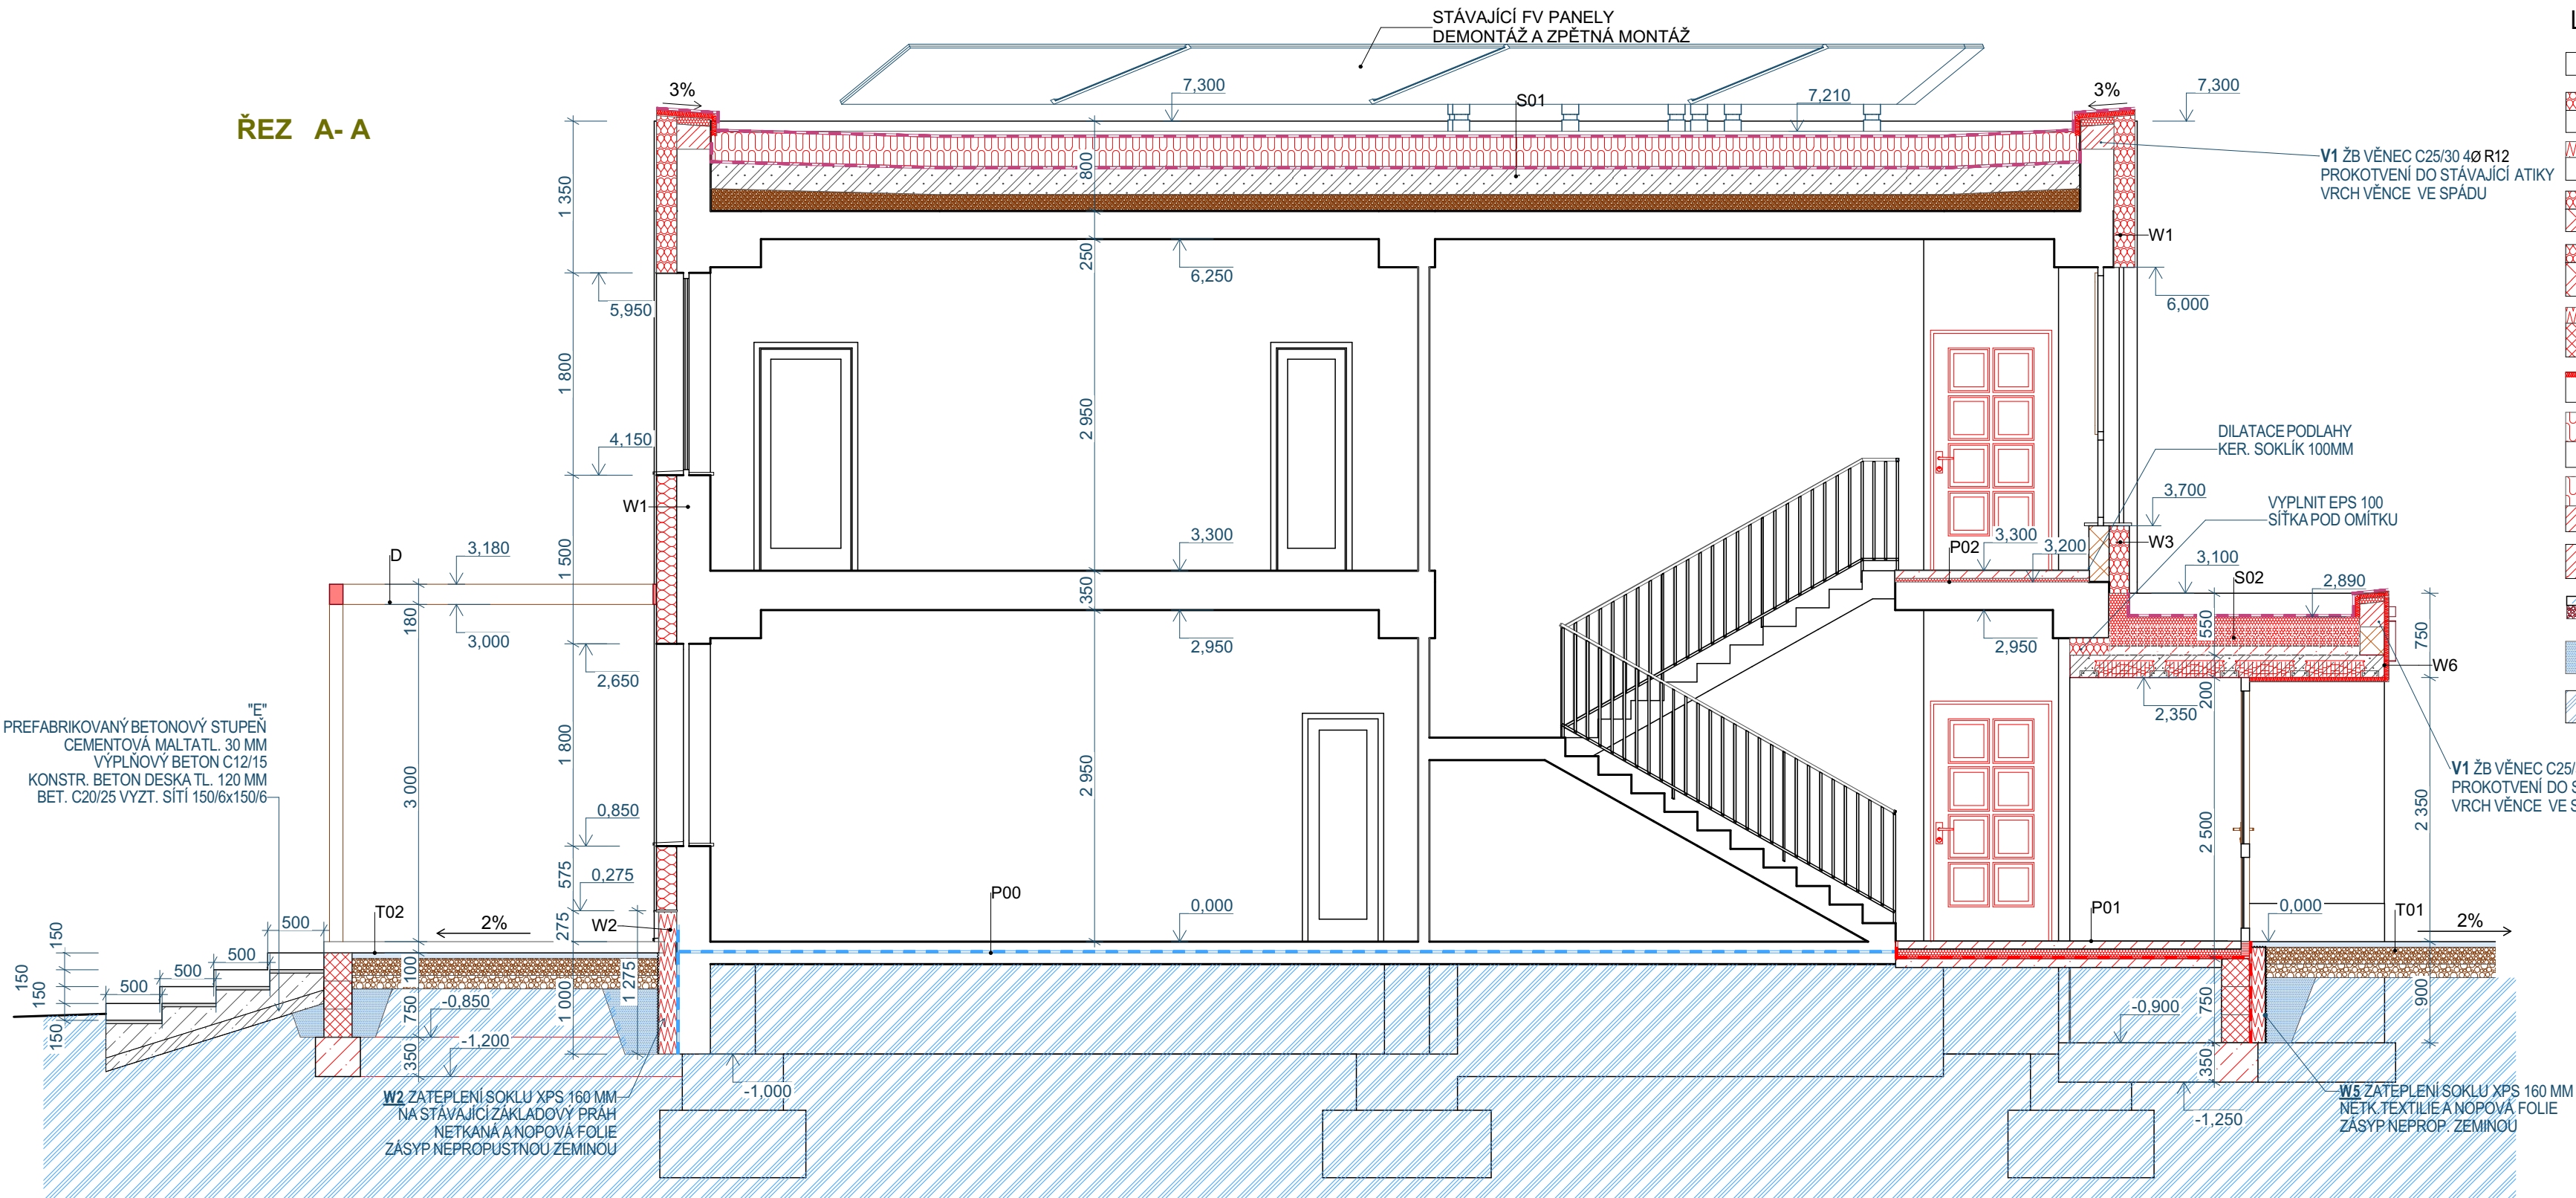 STÁVAJÍCÍ FV PANELY
DEMONTÁŽ A ZPĚTNÁ MONTÁŽ
ŘEZ A- A
3%
7,300
S01
7,210
3%
7,300
V1 ŽB VĚNEC C25/30 4Ø R12
PROKOTVENÍ DO STÁVAJÍCÍ ATIKY
VRCH VĚNCE VE SPÁDU
1 350
800
250
W1
6,250
5,950
6,000
1 800
2 950
4,150
DILATACE PODLAHY
KER. SOKLÍK 100MM
W1
3,700
VYPLNIT EPS 100
SÍŤKA POD OMÍTKU
1 500
3,300
3,300
P02
3,200
W3
D
3,180
3,100
S02
2,890
350
180
3,000
2,950
2,950
550
750
2,650
W6
200
2,350
"E"
PREFABRIKOVANÝ BETONOVÝ STUPEŇ
CEMENTOVÁ MALTA TL. 30 MM
VÝPLŇOVÝ BETON C12/15
KONSTR. BETON DESKA TL. 120 MM
BET. C20/25 VYZT. SÍTÍ 150/6x150/6
1 800
3 000
2 950
V1 ŽB VĚNEC C25/
PROKOTVENÍ DO S
VRCH VĚNCE VE S
0,850
2 500
2 350
575
0,275
P00
0,000
P01
0,000
T01
2%
T02
2%
W2
275
500
500
500
500
150
150
150
150
100
750
350
1 000
1 275
-0,850
-1,200
-1,000
-0,900
750
900
350
-1,250
W2 ZATEPLENÍ SOKLU XPS 160 MM
NA STÁVAJÍCÍ ZÁKLADOVÝ PRÁH
NETKANÁ A NOPOVÁ FOLIE
ZÁSYP NEPROPUSTNOU ZEMINOU
W5 ZATEPLENÍ SOKLU XPS 160 MM
NETK.TEXTILIE A NOPOVÁ FOLIE
ZÁSYP NEPROP. ZEMINOU